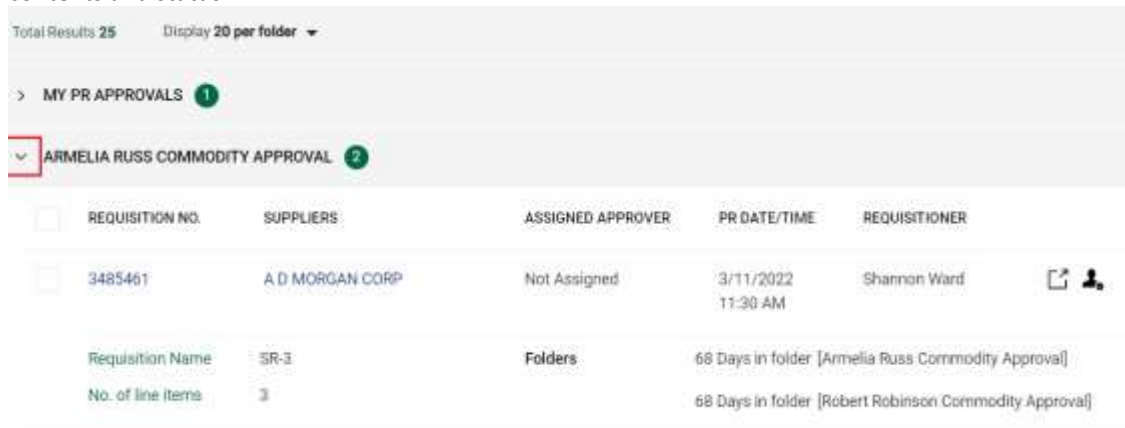 Total Results 25 Display 20 per folder
MY PR APPROVALS 1
ARMELIA RUSS COMMODITY APPROVAL 2
REQUISITION NO. SUPPLIERS ASSIGNED APPROVER PR DATE/TIME REQUISITIONER
3485461 A D MORGAN CORP Not Assigned 3/11/2022 Shannon Ward
11:30 AM
Requisition Name SR-3 Folders 68 Days in folder [Armelia Russ Commodity Approval]
No. of line items 3 68 Days in folder [Robert Robinson Commodity Approval]